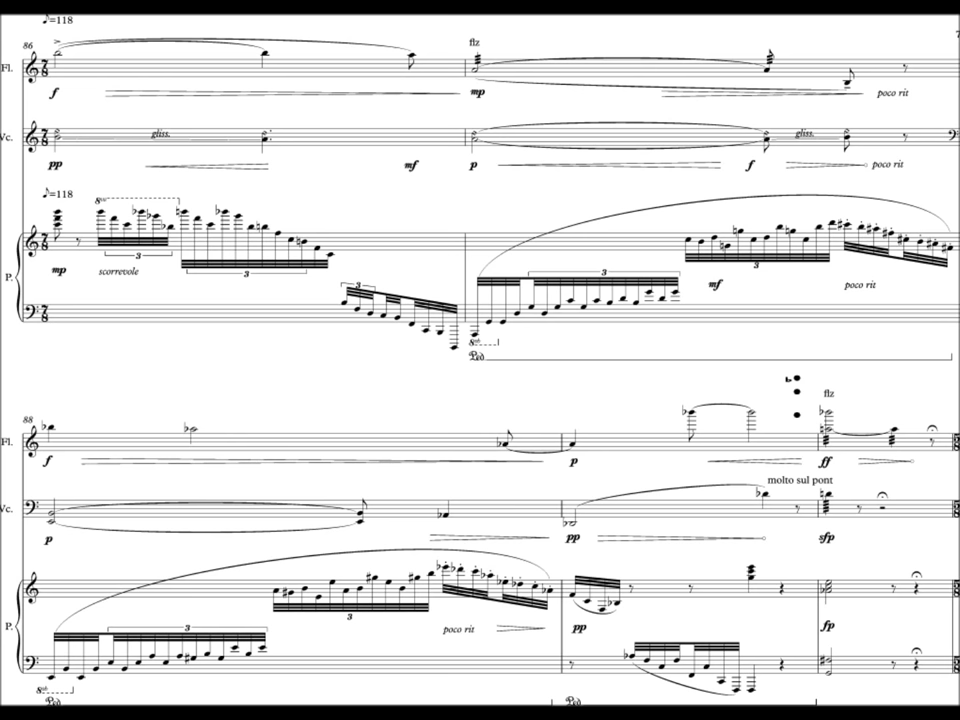 ♪=118
86
7
flz
Fl.
f
mp
poco rit
gliss.
gliss.
Vc.
pp
mf
p
f
poco rit
♪=118
8va
3
3
3
3
3
P.
mp
scorrevole
mf
poco rit
8vb
Ped
88
flz
Fl.
f
p
ff
molto sul pont
Vc.
p
pp
sfp
3
P.
poco rit
pp
fp
3
8vb
Ped
Ped